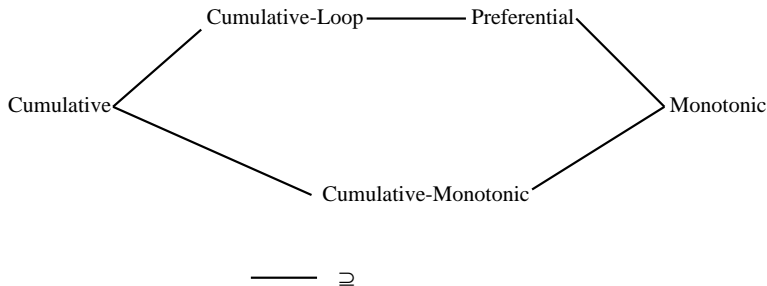 Cumulative-Loop
Preferential
Cumulative
Monotonic
Cumulative-Monotonic
⊇